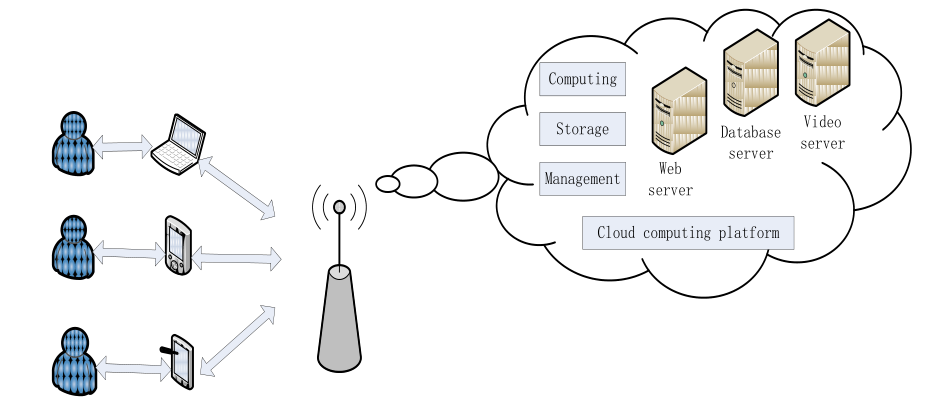 Computing
Storage
Management
Web
server
Database
server
Video
server
Cloud computing platform